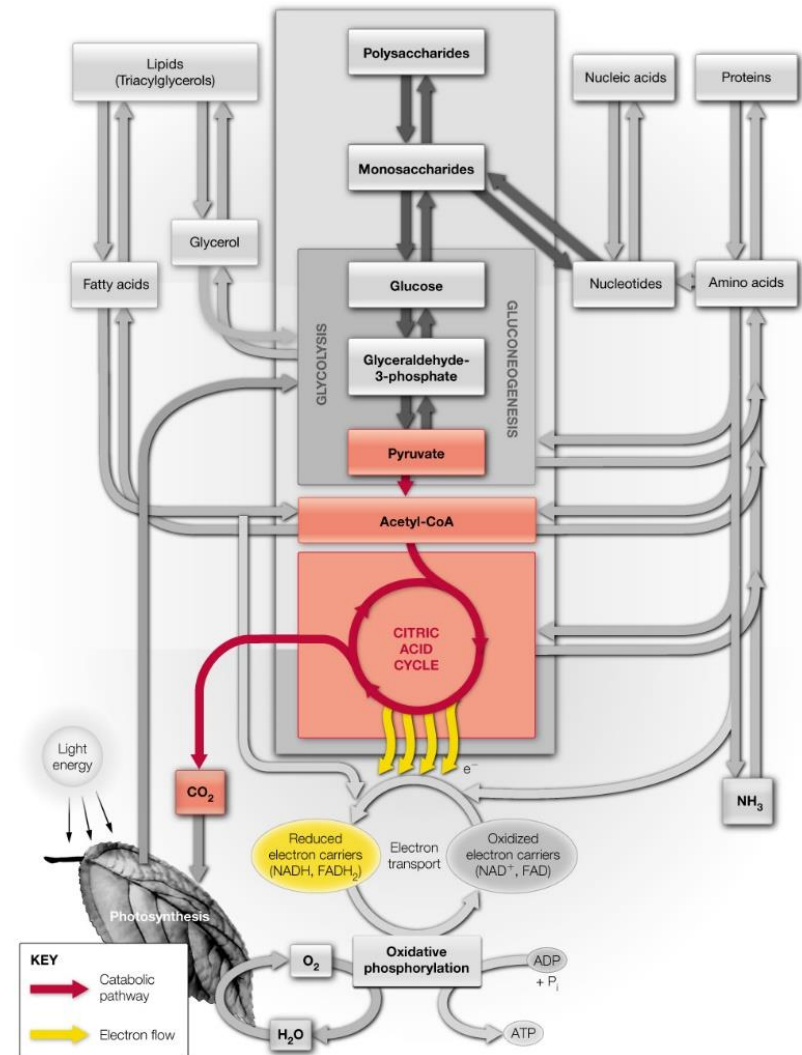 Lipids
(Triacylglycerols)
Polysaccharides
Nucleic acids
Proteins
Monosaccharides
Glycerol
Fatty acids
Glucose
Nucleotides
Amino acids
GLYCOLYSIS
GLUCONEOGENESIS
Glyceraldehyde-
3-phosphate
Pyruvate
Acetyl-CoA
CITRIC
ACID
CYCLE
Light
energy
CO₂
e⁻
NH₃
Reduced
electron carriers
(NADH, FADH₂)
Electron
transport
Oxidized
electron carriers
(NAD⁺, FAD)
Photosynthesis
Oxidative
phosphorylation
O₂
ADP
+ Pᵢ
H₂O
ATP
KEY
Catabolic
pathway
Electron flow